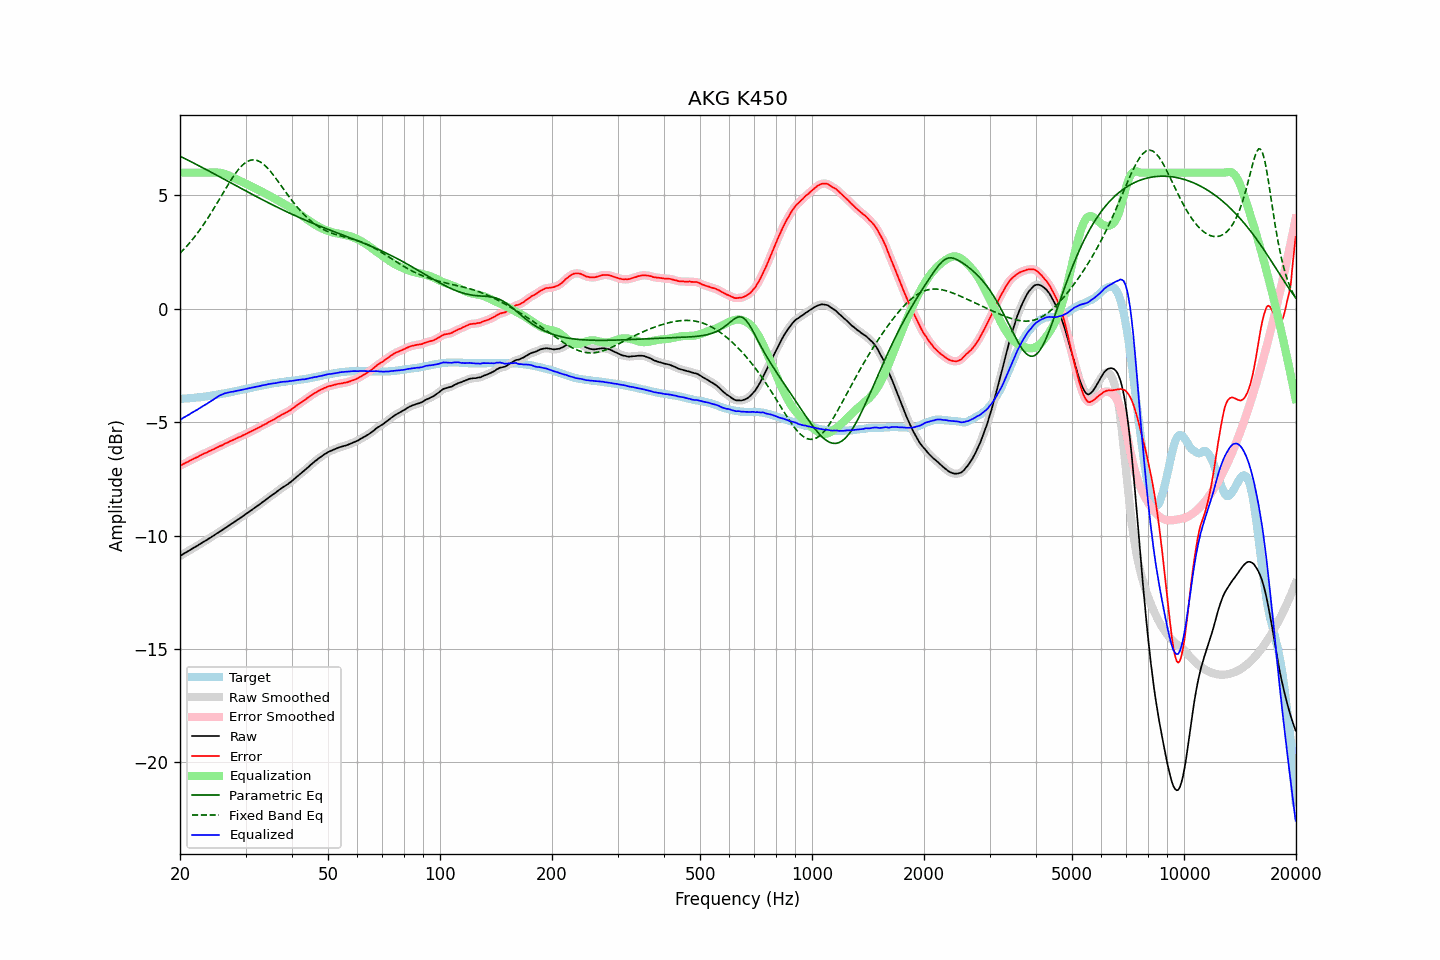 AKG K450
Amplitude (dBr)
5
0
−5
−10
−15
−20
Target
Raw Smoothed
Error Smoothed
Raw
Error
Equalization
Parametric Eq
Fixed Band Eq
Equalized
20 50 100 200 500 1000 2000 5000 10000 20000
Frequency (Hz)